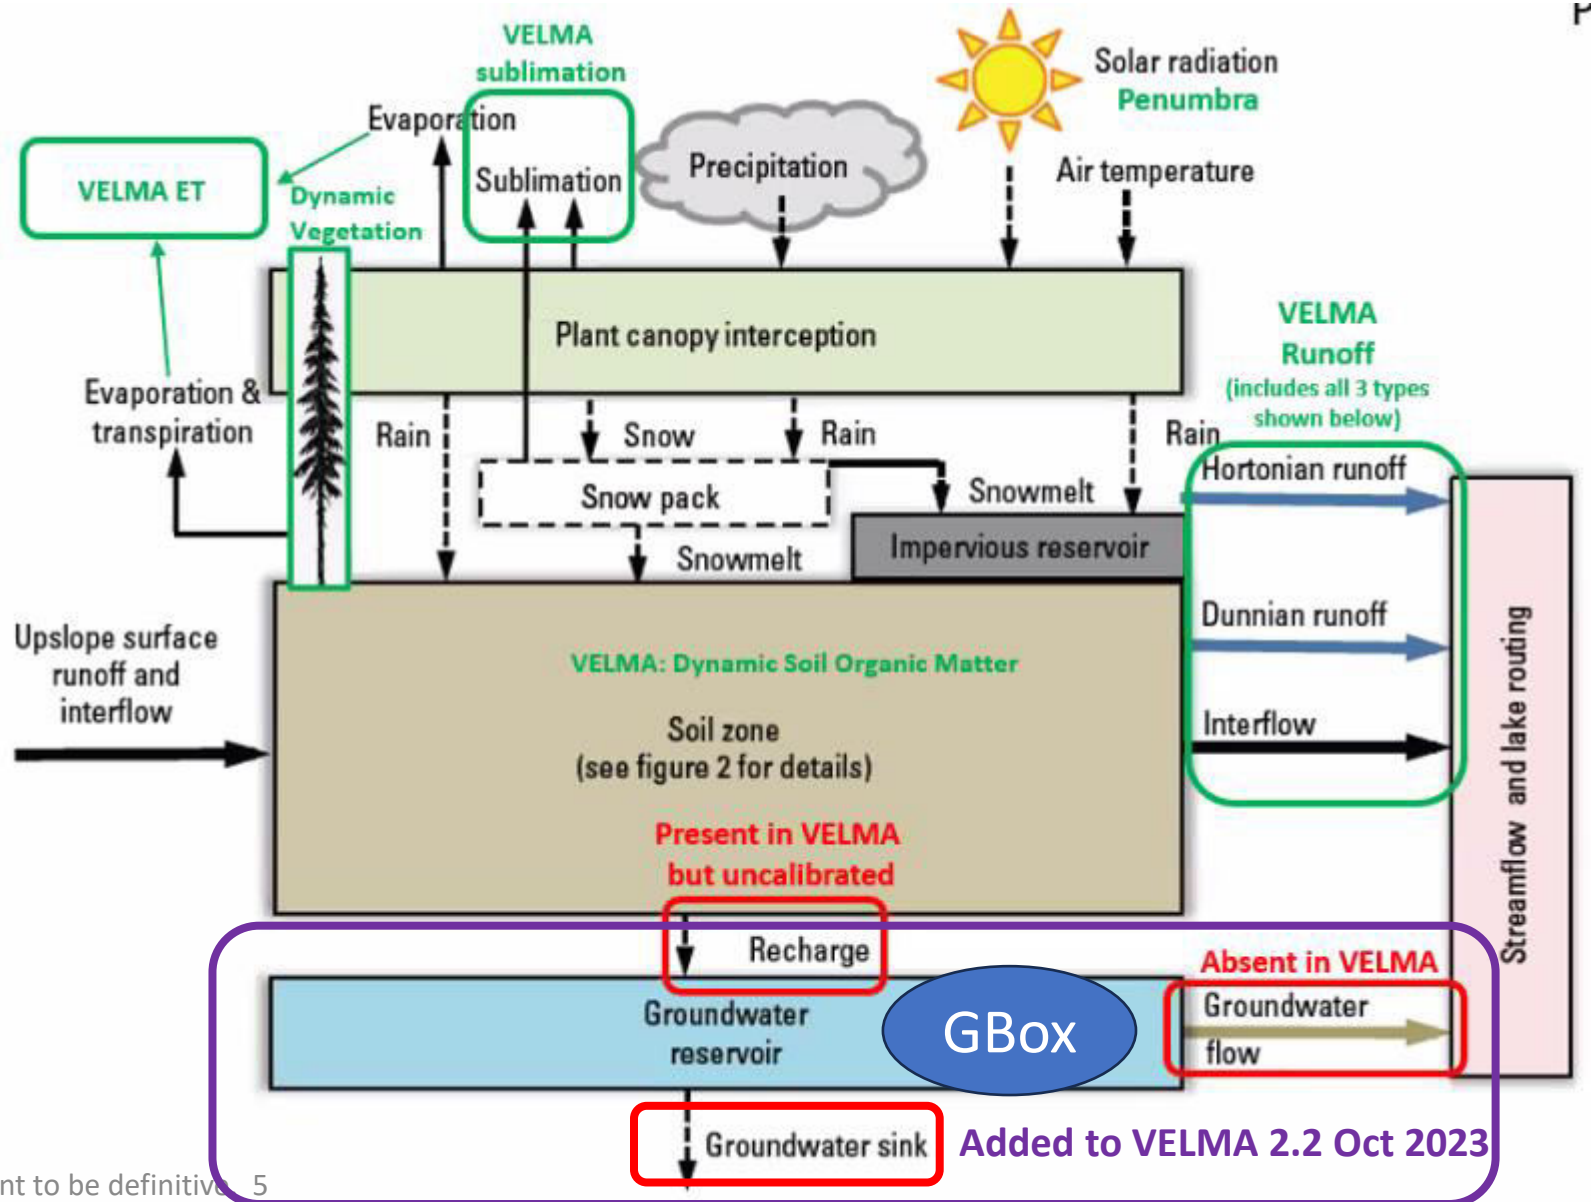 P
VELMA
sublimation
Solar radiation
Penumbra
Evaporation
Sublimation
Precipitation
Air temperature
VELMA ET
Dynamic
Vegetation
Plant canopy interception
VELMA
Runoff
(includes all 3 types
shown below)
Evaporation &
transpiration
Rain
Snow
Rain
Rain
Hortonian runoff
Snow pack
Snowmelt
Impervious reservoir
Snowmelt
Dunnian runoff
Upslope surface
runoff and
interflow
VELMA: Dynamic Soil Organic Matter
Interflow
Soil zone
(see figure 2 for details)
Streamflow and lake routing
Present in VELMA
but uncalibrated
Recharge
Absent in VELMA
Groundwater
reservoir
GBox
Groundwater
flow
Groundwater sink
Added to VELMA 2.2 Oct 2023
nt to be definitive 5